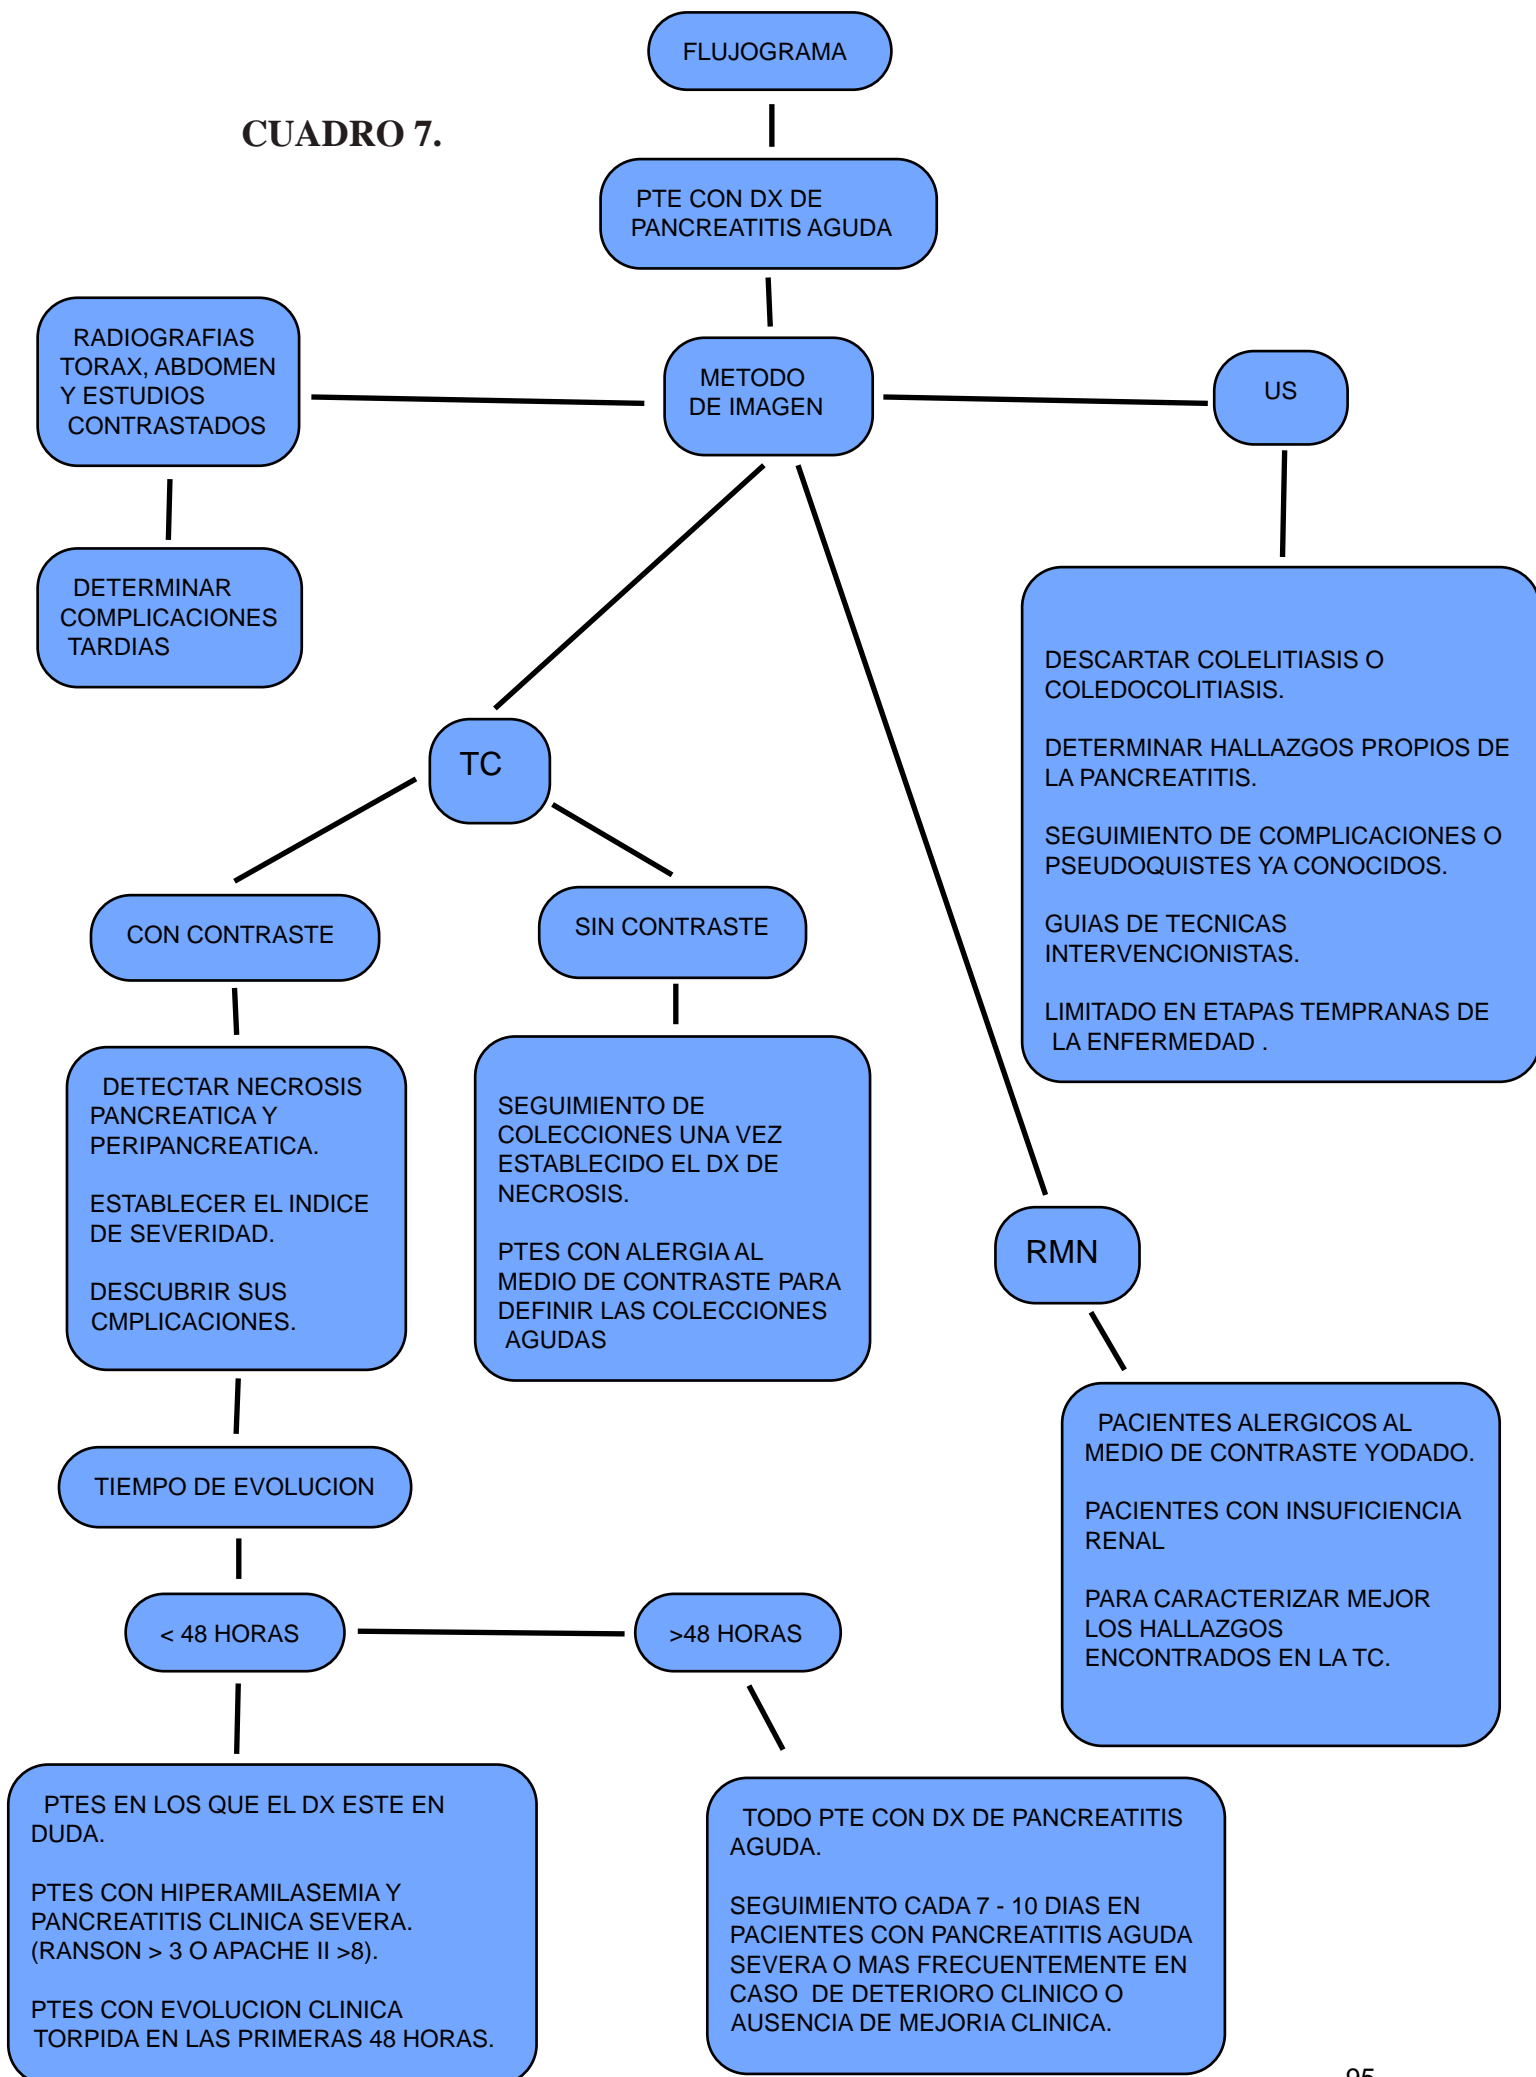 FLUJOGRAMA
CUADRO 7.
PTE CON DX DE
PANCREATITIS AGUDA
RADIOGRAFIAS
TORAX, ABDOMEN
Y ESTUDIOS
CONTRASTADOS
METODO
DE IMAGEN
US
DETERMINAR
COMPLICACIONES
TARDIAS
DESCARTAR COLELITIASIS O
COLEDOCOLITIASIS.
DETERMINAR HALLAZGOS PROPIOS DE
LA PANCREATITIS.
SEGUIMIENTO DE COMPLICACIONES O
PSEUDOQUISTES YA CONOCIDOS.
GUIAS DE TECNICAS
INTERVENCIONISTAS.
LIMITADO EN ETAPAS TEMPRANAS DE
LA ENFERMEDAD .
TC
CON CONTRASTE
SIN CONTRASTE
DETECTAR NECROSIS
PANCREATICA Y
PERIPANCREATICA.
ESTABLECER EL INDICE
DE SEVERIDAD.
DESCUBRIR SUS
CMPLICACIONES.
SEGUIMIENTO DE
COLECCIONES UNA VEZ
ESTABLECIDO EL DX DE
NECROSIS.
PTES CON ALERGIA AL
MEDIO DE CONTRASTE PARA
DEFINIR LAS COLECCIONES
AGUDAS
RMN
PACIENTES ALERGICOS AL
MEDIO DE CONTRASTE YODADO.
PACIENTES CON INSUFICIENCIA
RENAL
PARA CARACTERIZAR MEJOR
LOS HALLAZGOS
ENCONTRADOS EN LA TC.
TIEMPO DE EVOLUCION
< 48 HORAS
>48 HORAS
PTES EN LOS QUE EL DX ESTE EN
DUDA.
PTES CON HIPERAMILASEMIA Y
PANCREATITIS CLINICA SEVERA.
(RANSON > 3 O APACHE II >8).
PTES CON EVOLUCION CLINICA
TORPIDA EN LAS PRIMERAS 48 HORAS.
TODO PTE CON DX DE PANCREATITIS
AGUDA.
SEGUIMIENTO CADA 7 - 10 DIAS EN
PACIENTES CON PANCREATITIS AGUDA
SEVERA O MAS FRECUENTEMENTE EN
CASO  DE DETERIORO CLINICO O
AUSENCIA DE MEJORIA CLINICA.
95